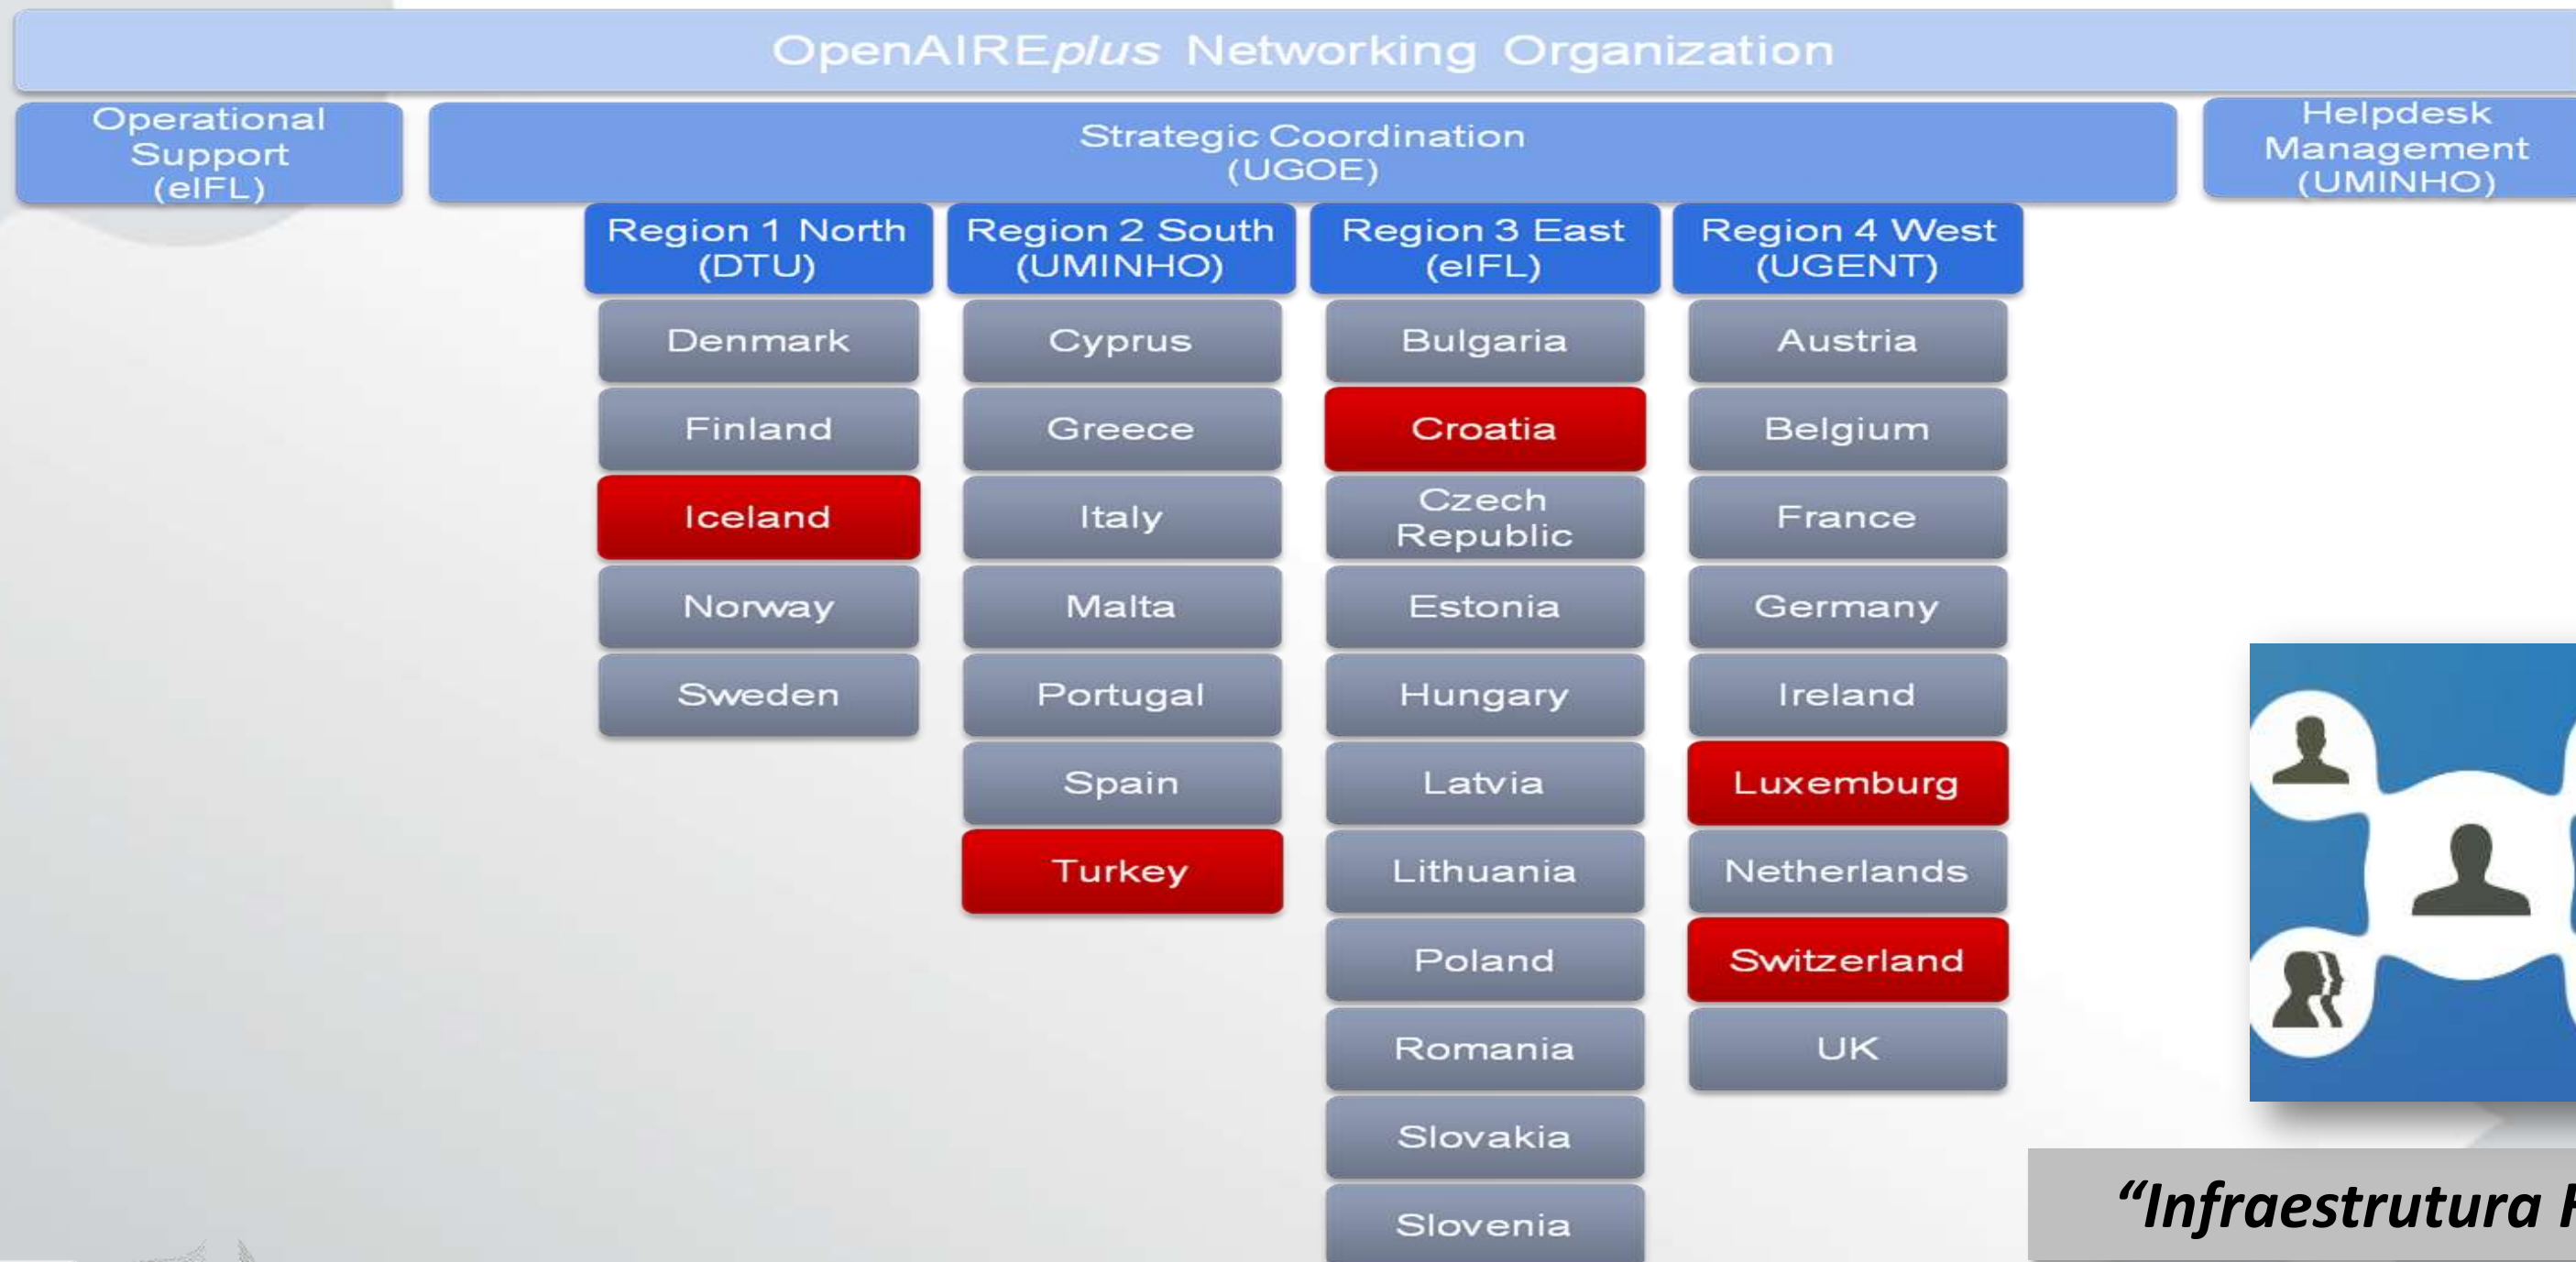 OpenAIREplus Networking Organization
Operational
Support
(eIFL)
Strategic Coordination
(UGOE)
Helpdesk
Management
(UMINHO)
Region 1 North
(DTU)
Denmark
Finland
Iceland
Norway
Sweden
Region 2 South
(UMINHO)
Cyprus
Greece
Italy
Malta
Portugal
Spain
Turkey
Region 3 East
(eIFL)
Bulgaria
Croatia
Czech
Republic
Estonia
Hungary
Latvia
Lithuania
Poland
Romania
Slovakia
Slovenia
Region 4 West
(UGENT)
Austria
Belgium
France
Germany
Ireland
Luxemburg
Netherlands
Switzerland
UK
“Infraestrutura